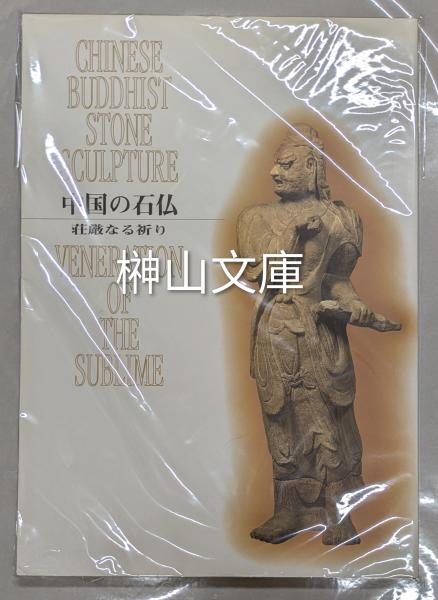 CHINESE
BUDDHIST
STONE
SCULPTURE
中国の石仏
荘厳なる祈り
VENERATION
OF
THE
SUBLIME
榊山文庫